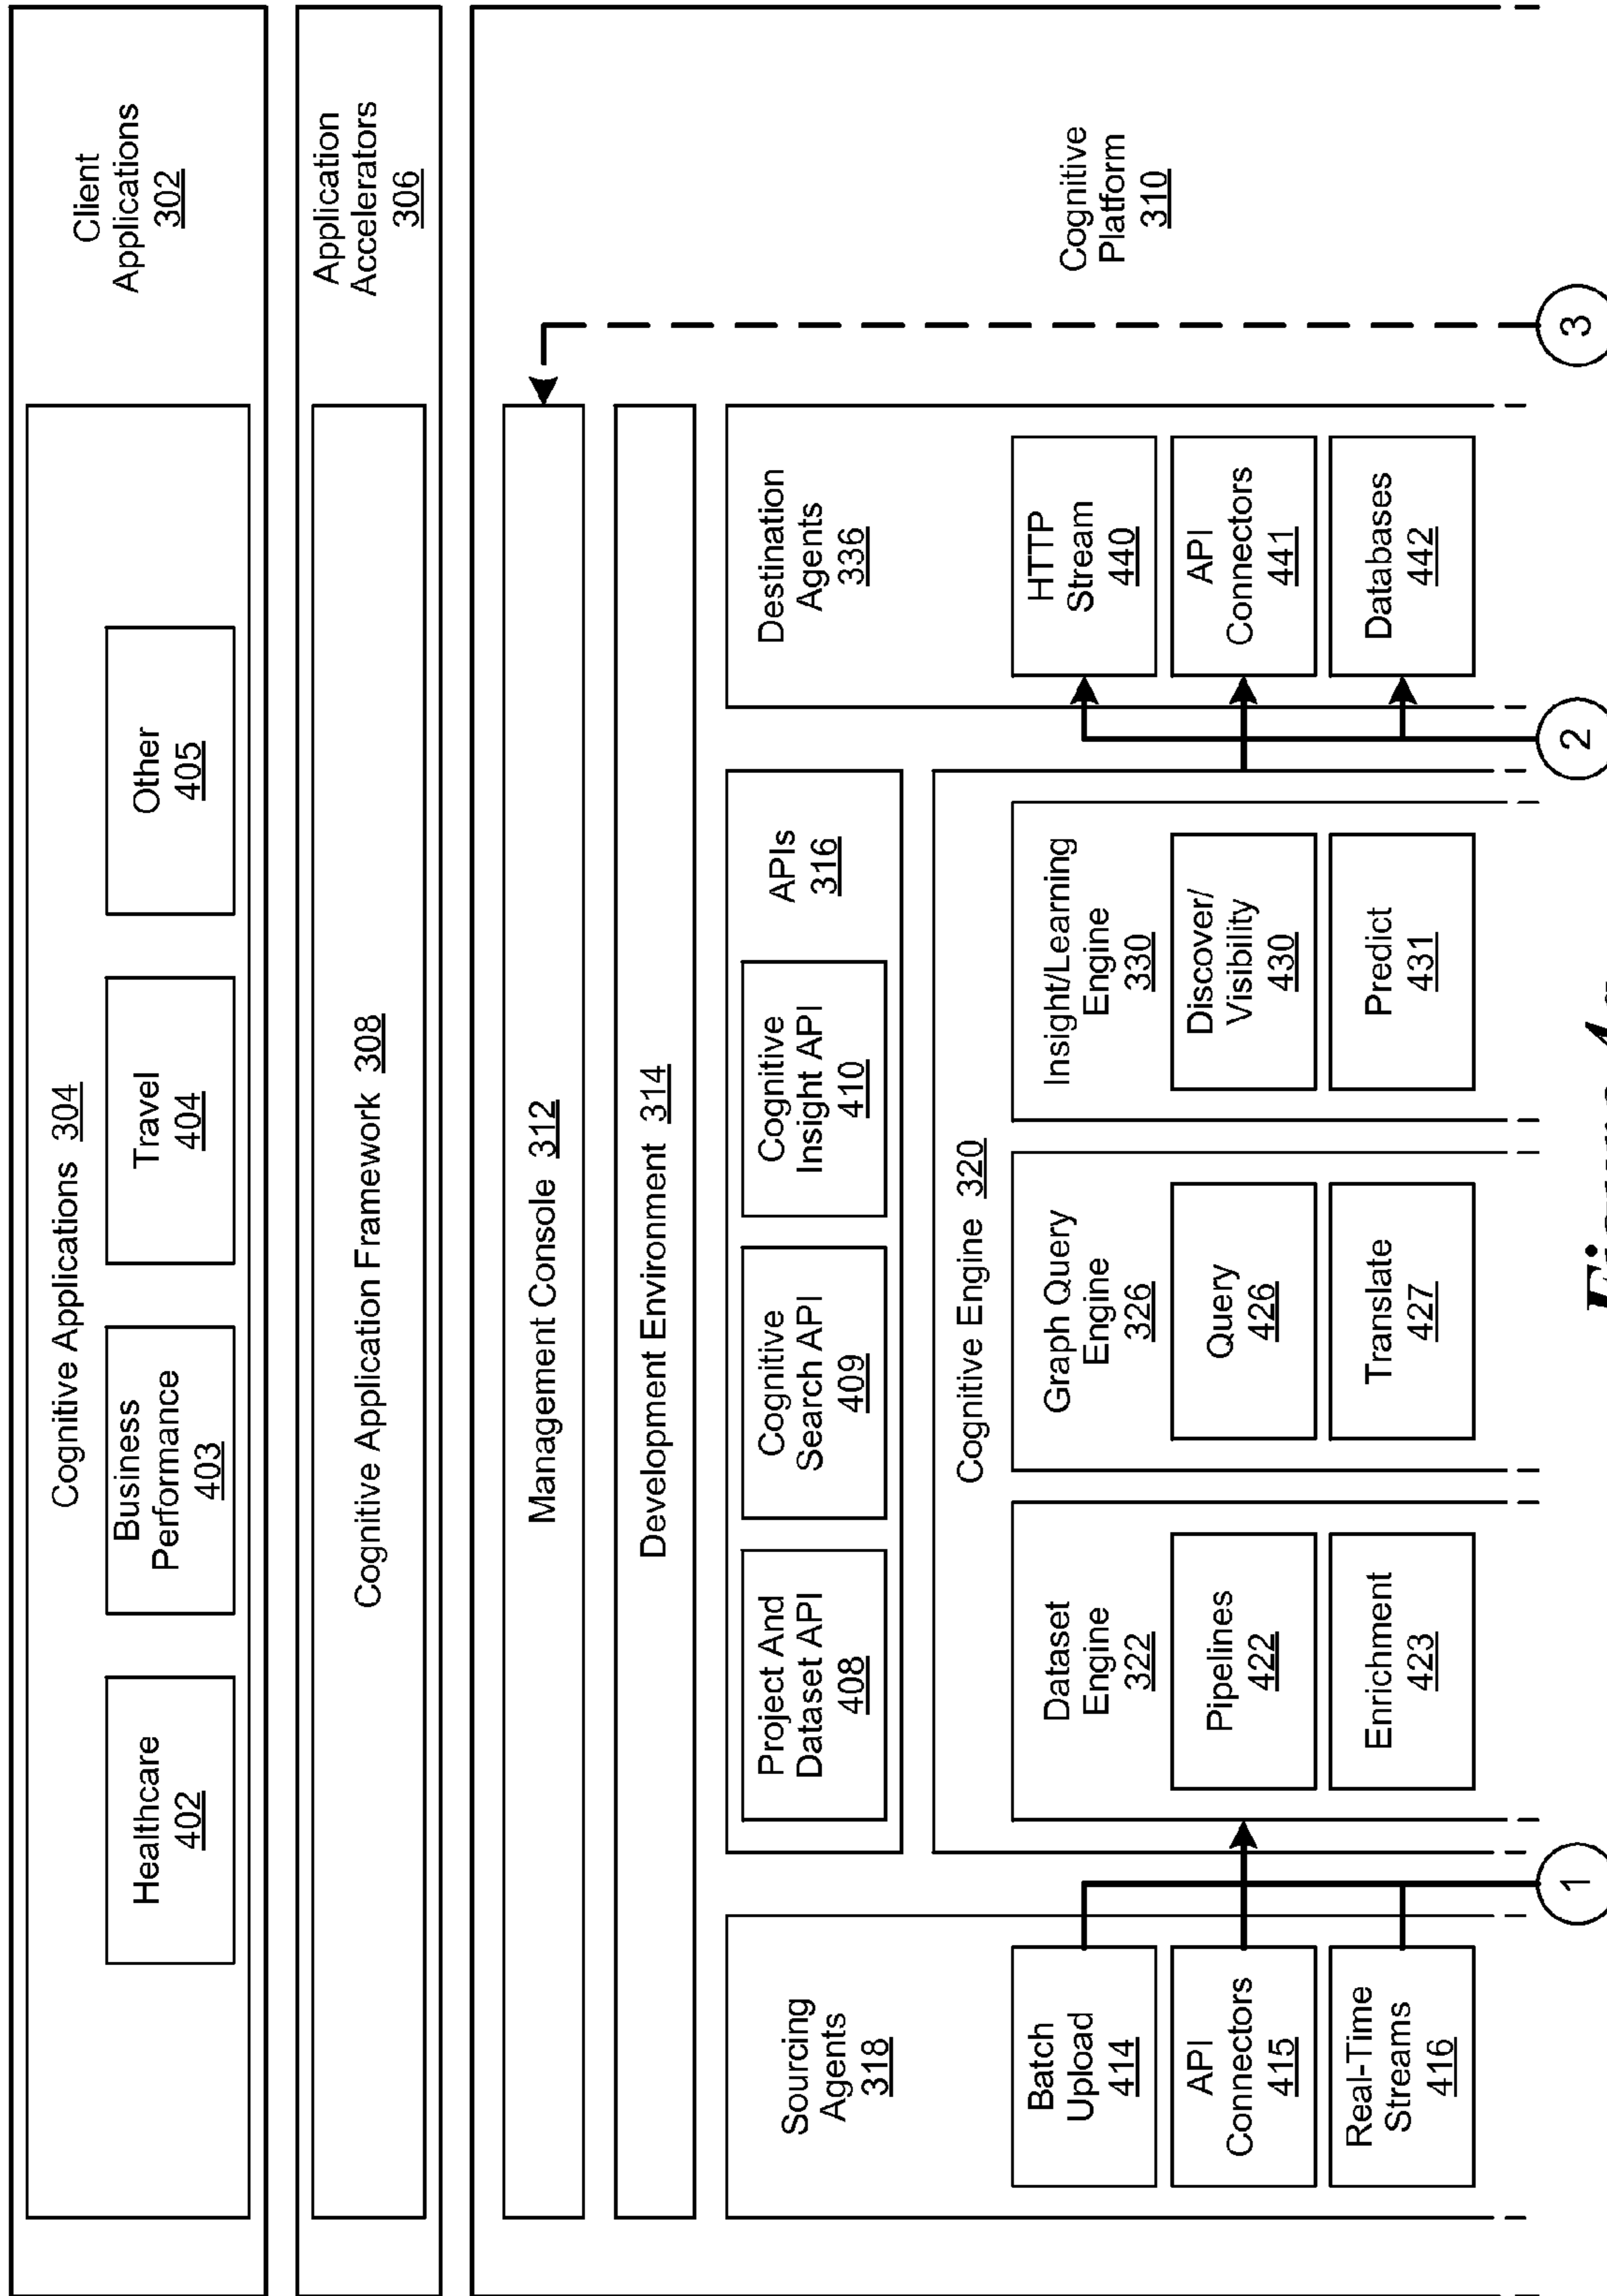 Cognitive Applications 304
Client
Applications
302
Healthcare
402
Business
Performance
403
Travel
404
Other
405
Cognitive Application Framework 308
Application
Accelerators
306
Management Console 312
Development Environment 314
Cognitive
Platform
310
Sourcing
Agents
318
Batch
Upload
414
API
Connectors
415
Real-Time
Streams
416
Project And
Dataset API
408
Cognitive
Search API
409
Cognitive
Insight API
410
APIs
316
Cognitive Engine 320
Dataset
Engine
322
Pipelines
422
Enrichment
423
Graph Query
Engine
326
Query
426
Translate
427
Insight/Learning
Engine
330
Discover/
Visibility
430
Predict
431
Destination
Agents
336
HTTP
Stream
440
API
Connectors
441
Databases
442
1
2
3